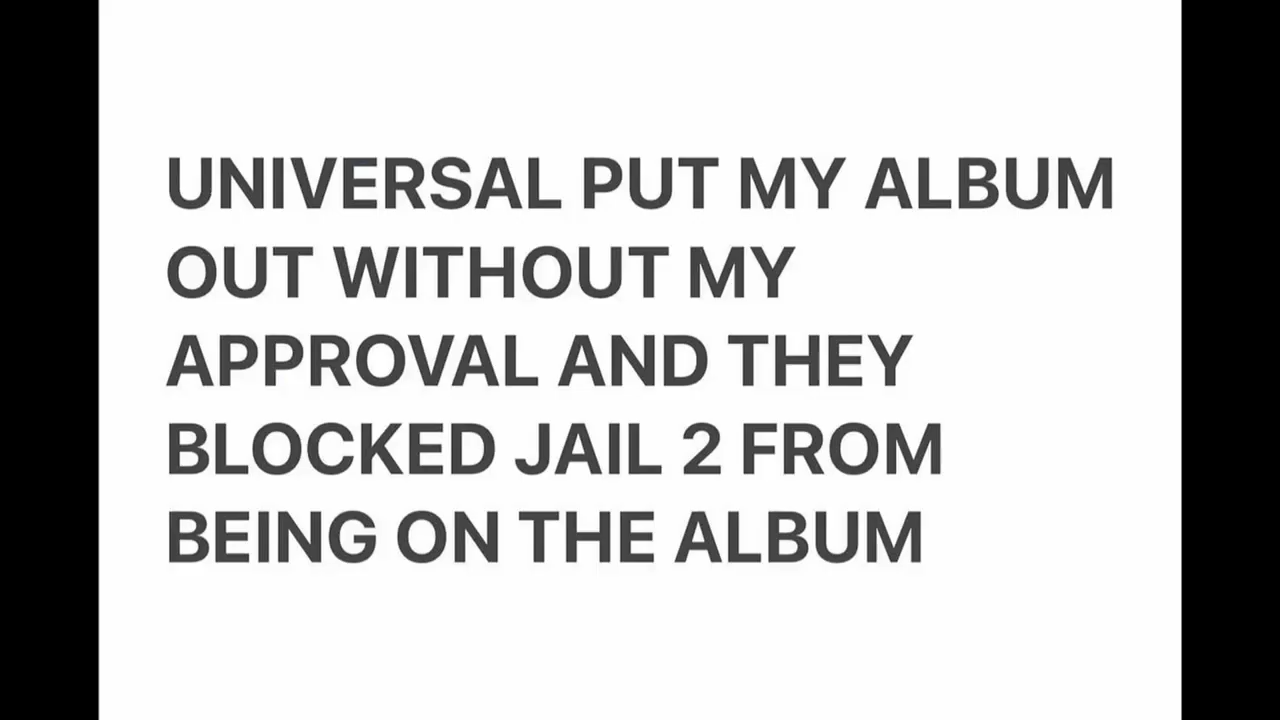 UNIVERSAL PUT MY ALBUM
OUT WITHOUT MY
APPROVAL AND THEY
BLOCKED JAIL 2 FROM
BEING ON THE ALBUM